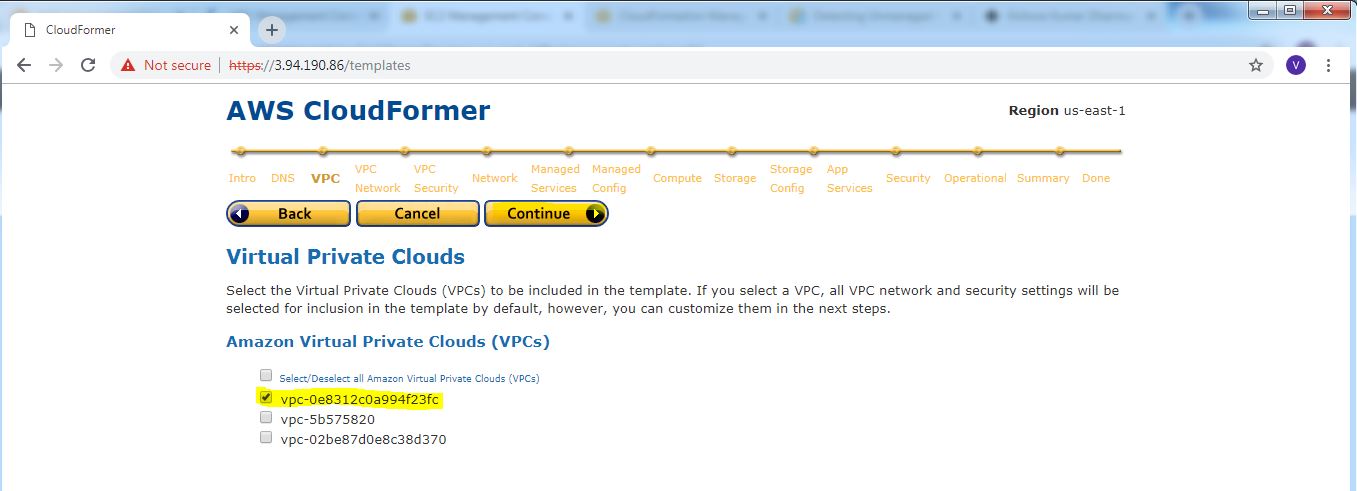 CloudFormer
Not secure https://3.94.190.86/templates
V
AWS CloudFormer
Region us-east-1
Intro
DNS
VPC
VPC
Network
VPC
Security
Network
Managed
Services
Managed
Config
Compute
Storage
Storage
Config
App
Services
Security
Operational
Summary
Done
Back
Cancel
Continue
Virtual Private Clouds
Select the Virtual Private Clouds (VPCs) to be included in the template. If you select a VPC, all VPC network and security settings will be
selected for inclusion in the template by default, however, you can customize them in the next steps.
Amazon Virtual Private Clouds (VPCs)
Select/Deselect all Amazon Virtual Private Clouds (VPCs)
vpc-0e8312c0a994f23fc
vpc-5b575820
vpc-02be87d0e8c38d370